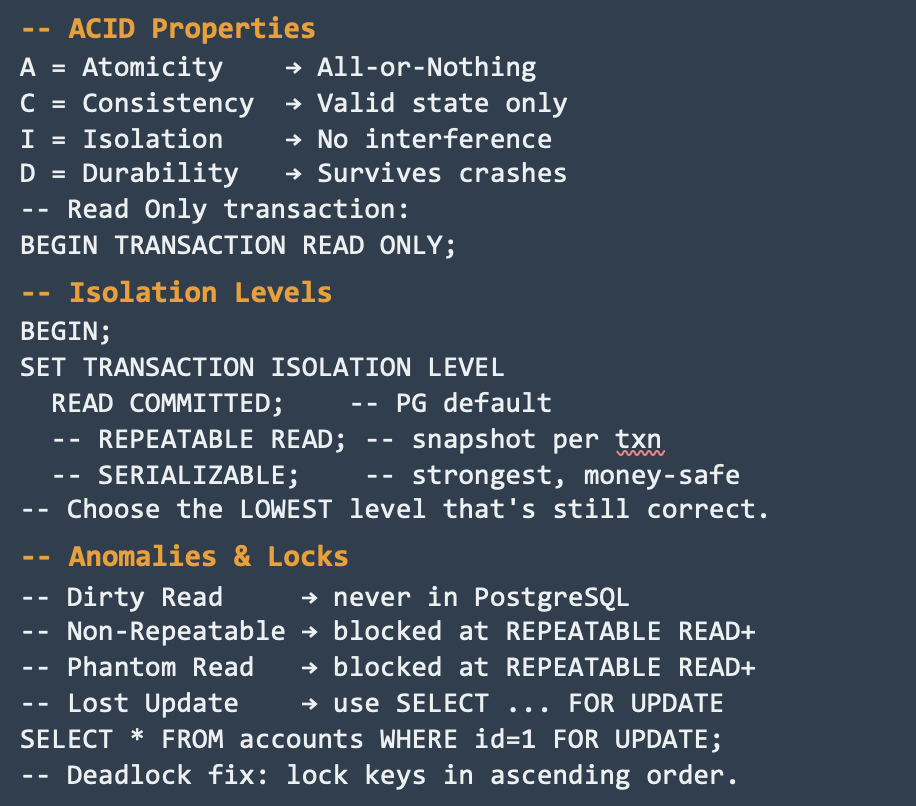 -- ACID Properties
A = Atomicity    → All-or-Nothing
C = Consistency  → Valid state only
I = Isolation    → No interference
D = Durability   → Survives crashes
-- Read Only transaction:
BEGIN TRANSACTION READ ONLY;
-- Isolation Levels
BEGIN;
SET TRANSACTION ISOLATION LEVEL
  READ COMMITTED;    -- PG default
  -- REPEATABLE READ; -- snapshot per txn
  -- SERIALIZABLE;    -- strongest, money-safe
-- Choose the LOWEST level that's still correct.
-- Anomalies & Locks
-- Dirty Read     → never in PostgreSQL
-- Non-Repeatable → blocked at REPEATABLE READ+
-- Phantom Read   → blocked at REPEATABLE READ+
-- Lost Update    → use SELECT ... FOR UPDATE
SELECT * FROM accounts WHERE id=1 FOR UPDATE;
-- Deadlock fix: lock keys in ascending order.